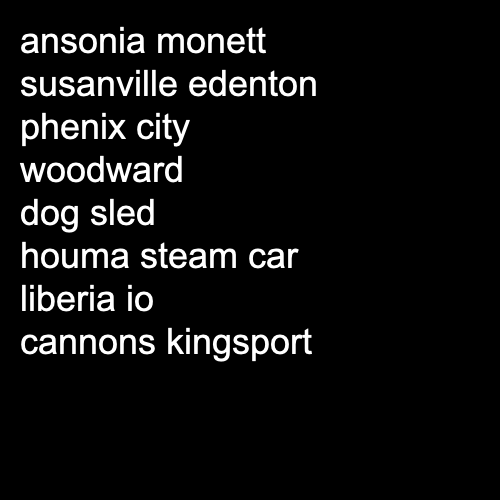 ansonia monett
susanville edenton
phenix city
woodward
dog sled
houma steam car
liberia io
cannons kingsport